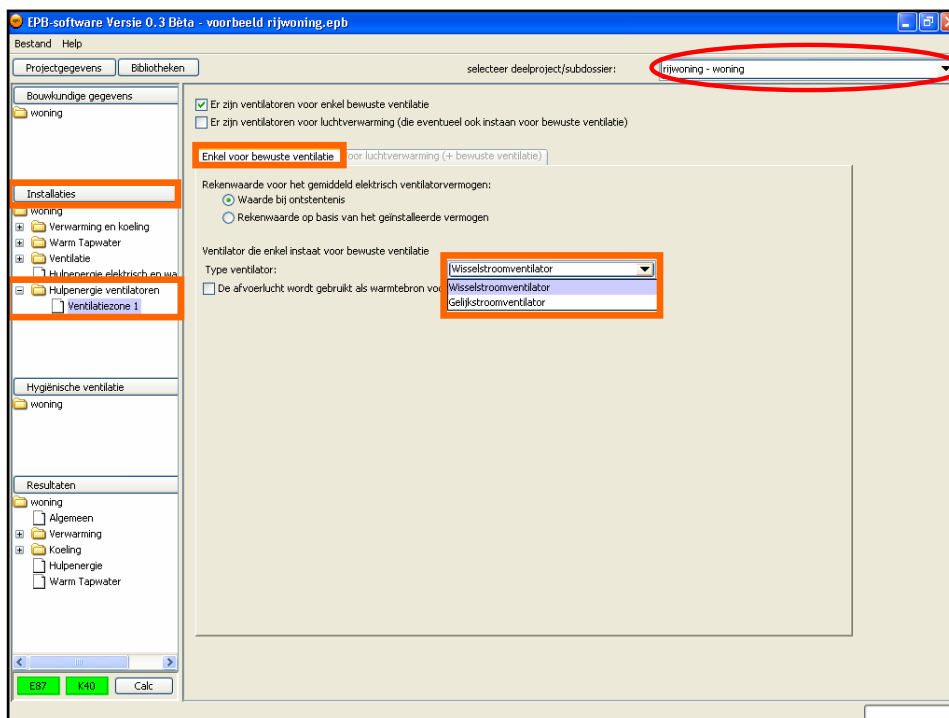 EPB-software Versie 0.3 Bèta - voorbeeld rijwoning.epb
Bestand Help
Projectgegevens Bibliotheken selecteer deelproject/subdossier: rijwoning - woning
Bouwkundige gegevens
woning
Er zijn ventilatoren voor enkel bewuste ventilatie
Er zijn ventilatoren voor luchtverwarming (die eventueel ook instaan voor bewuste ventilatie)
Enkel voor bewuste ventilatie oor luchtverwarming (+ bewuste ventilatie)
Rekenwaarde voor het gemiddeld elektrisch ventilatorvermogen:
Waarde bij ontstentenis
Rekenwaarde op basis van het geïnstalleerde vermogen
Ventilator die enkel instaat voor bewuste ventilatie
Type ventilator: Wisselstroomventilator
Wisselstroomventilator
Gelijkstroomventilator
De afvoerlucht wordt gebruikt als warmtebron voo
Installaties
woning
Verwarming en koeling
Warm Tapwater
Ventilatie
Hulpenergie elektrisch en wa
Hulpenergie ventilatoren
Ventilatiezone 1
Hygiënische ventilatie
woning
Resultaten
woning
Algemeen
Verwarming
Koeling
Hulpenergie
Warm Tapwater
E87 K40 Calc